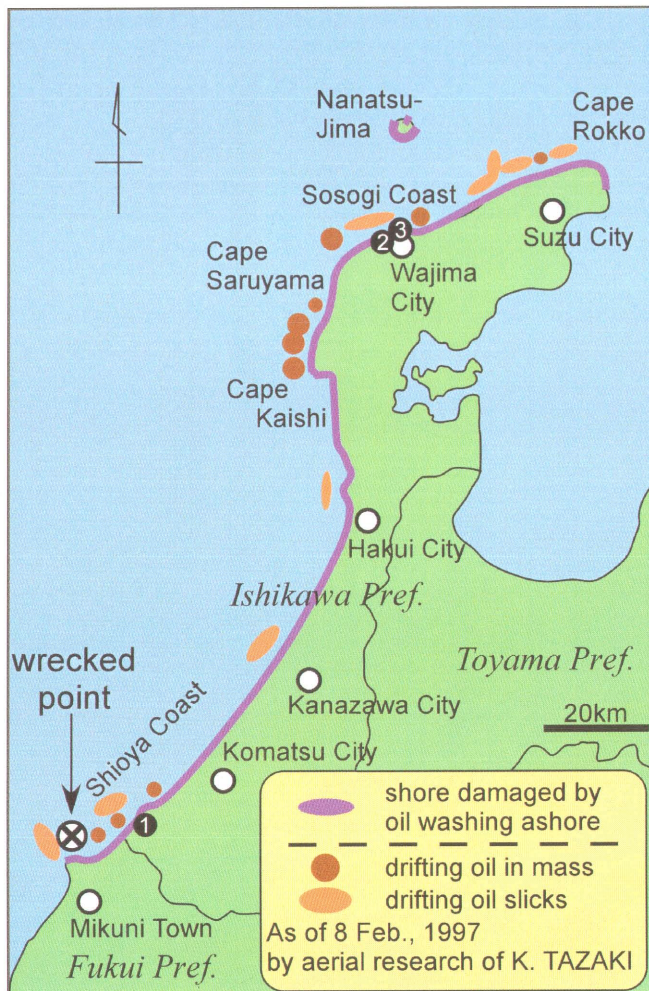 Nanatsu-
Jima
Cape
Rokko
Sosogi Coast
3
2
Suzu City
Wajima
City
Cape
Saruyama
Cape
Kaishi
Hakui City
Ishikawa Pref.
Toyama Pref.
wrecked
point
Kanazawa City
20km
Shioya Coast
Komatsu City
1
Mikuni Town
Fukui Pref.
shore damaged by
oil washing ashore
drifting oil in mass
drifting oil slicks
As of 8 Feb., 1997
by aerial research of K. TAZAKI